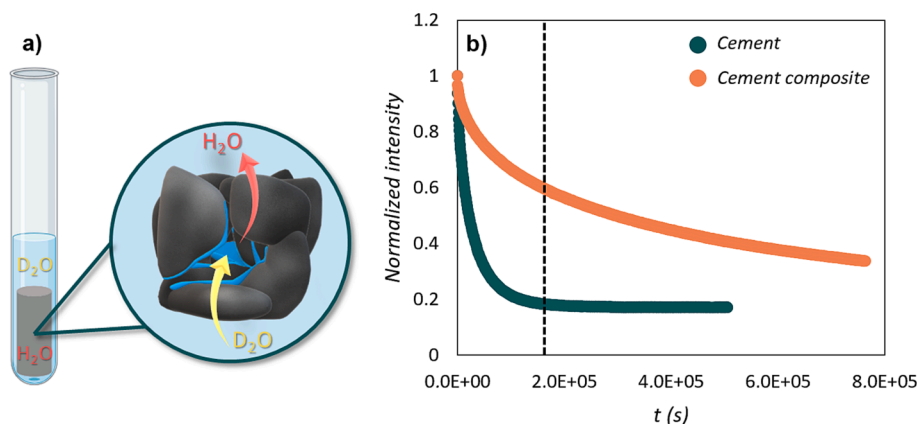 a)
D₂O
H₂O
H₂O
D₂O
b)
Cement
Cement composite
Normalized intensity
1.2
1
0.8
0.6
0.4
0.2
0
0.0E+00 2.0E+05 4.0E+05 6.0E+05 8.0E+05
t (s)